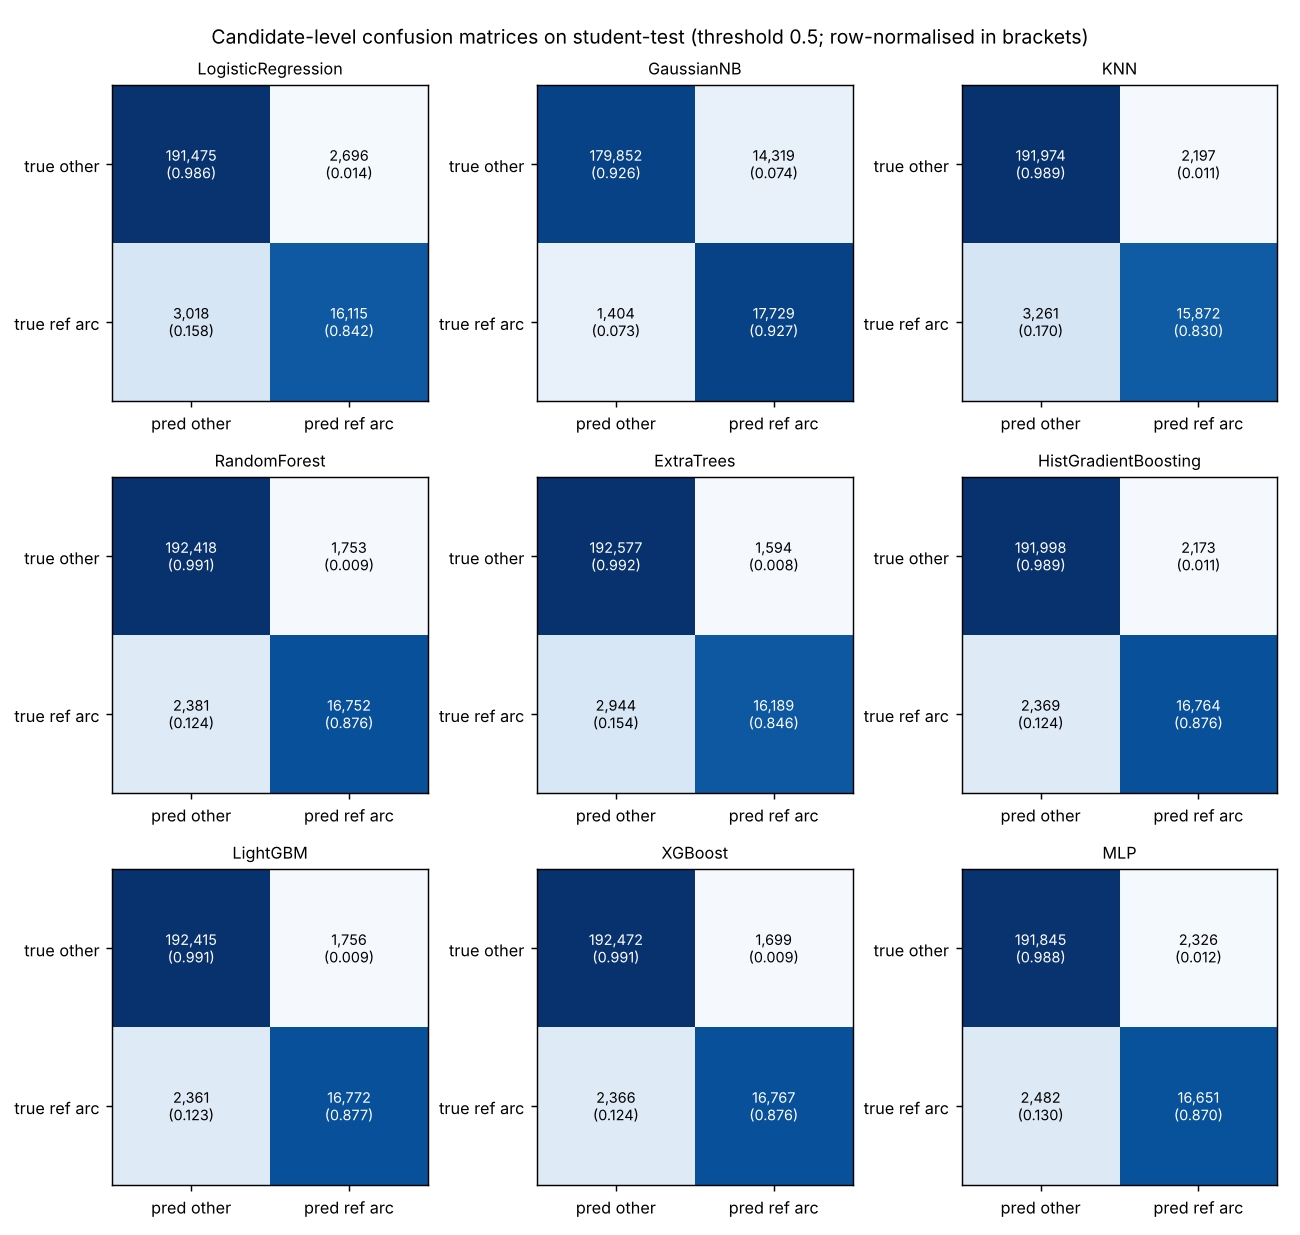 Candidate-level confusion matrices on student-test (threshold 0.5; row-normalised in brackets)
LogisticRegression
true other
191,475
(0.986)
2,696
(0.014)
true ref arc
3,018
(0.158)
16,115
(0.842)
pred other
pred ref arc
GaussianNB
true other
179,852
(0.926)
14,319
(0.074)
true ref arc
1,404
(0.073)
17,729
(0.927)
pred other
pred ref arc
KNN
true other
191,974
(0.989)
2,197
(0.011)
true ref arc
3,261
(0.170)
15,872
(0.830)
pred other
pred ref arc
RandomForest
true other
192,418
(0.991)
1,753
(0.009)
true ref arc
2,381
(0.124)
16,752
(0.876)
pred other
pred ref arc
ExtraTrees
true other
192,577
(0.992)
1,594
(0.008)
true ref arc
2,944
(0.154)
16,189
(0.846)
pred other
pred ref arc
HistGradientBoosting
true other
191,998
(0.989)
2,173
(0.011)
true ref arc
2,369
(0.124)
16,764
(0.876)
pred other
pred ref arc
LightGBM
true other
192,415
(0.991)
1,756
(0.009)
true ref arc
2,361
(0.123)
16,772
(0.877)
pred other
pred ref arc
XGBoost
true other
192,472
(0.991)
1,699
(0.009)
true ref arc
2,366
(0.124)
16,767
(0.876)
pred other
pred ref arc
MLP
true other
191,845
(0.988)
2,326
(0.012)
true ref arc
2,482
(0.130)
16,651
(0.870)
pred other
pred ref arc